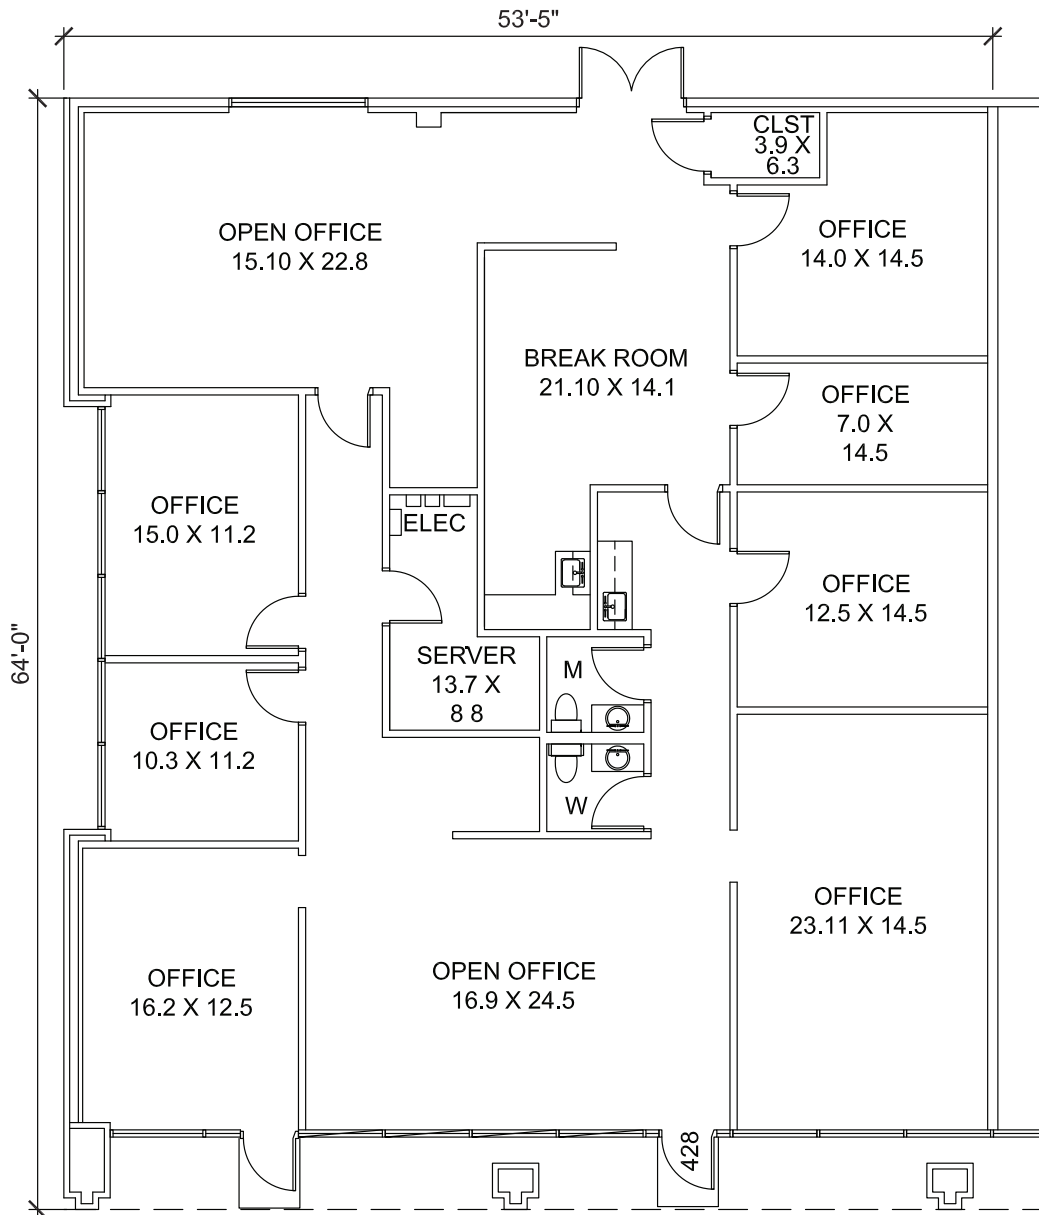 53'-5"
CLST
3.9 X
6.3
OPEN OFFICE
15.10 X 22.8
OFFICE
14.0 X 14.5
BREAK ROOM
21.10 X 14.1
OFFICE
7.0 X
14.5
OFFICE
15.0 X 11.2
ELEC
OFFICE
12.5 X 14.5
64'-0"
SERVER
13.7 X
8 8
M
OFFICE
10.3 X 11.2
W
OFFICE
23.11 X 14.5
OFFICE
16.2 X 12.5
OPEN OFFICE
16.9 X 24.5
428